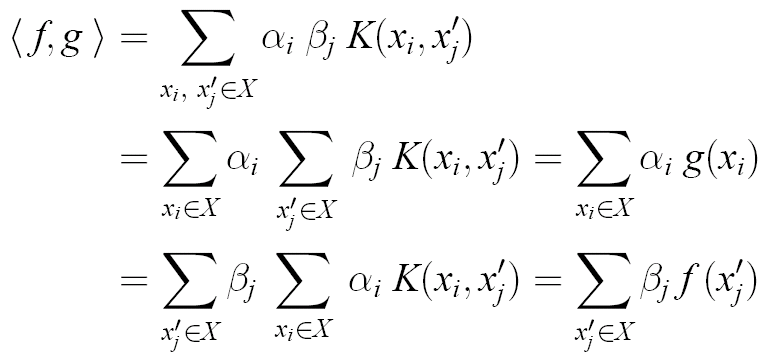 ⟨ f, g ⟩ = ∑_{x_i, x′_j∈X} α_i β_j K(x_i, x′_j)
= ∑_{x_i∈X} α_i ∑_{x′_j∈X} β_j K(x_i, x′_j) = ∑_{x_i∈X} α_i g(x_i)
= ∑_{x′_j∈X} β_j ∑_{x_i∈X} α_i K(x_i, x′_j) = ∑_{x′_j∈X} β_j f(x′_j)